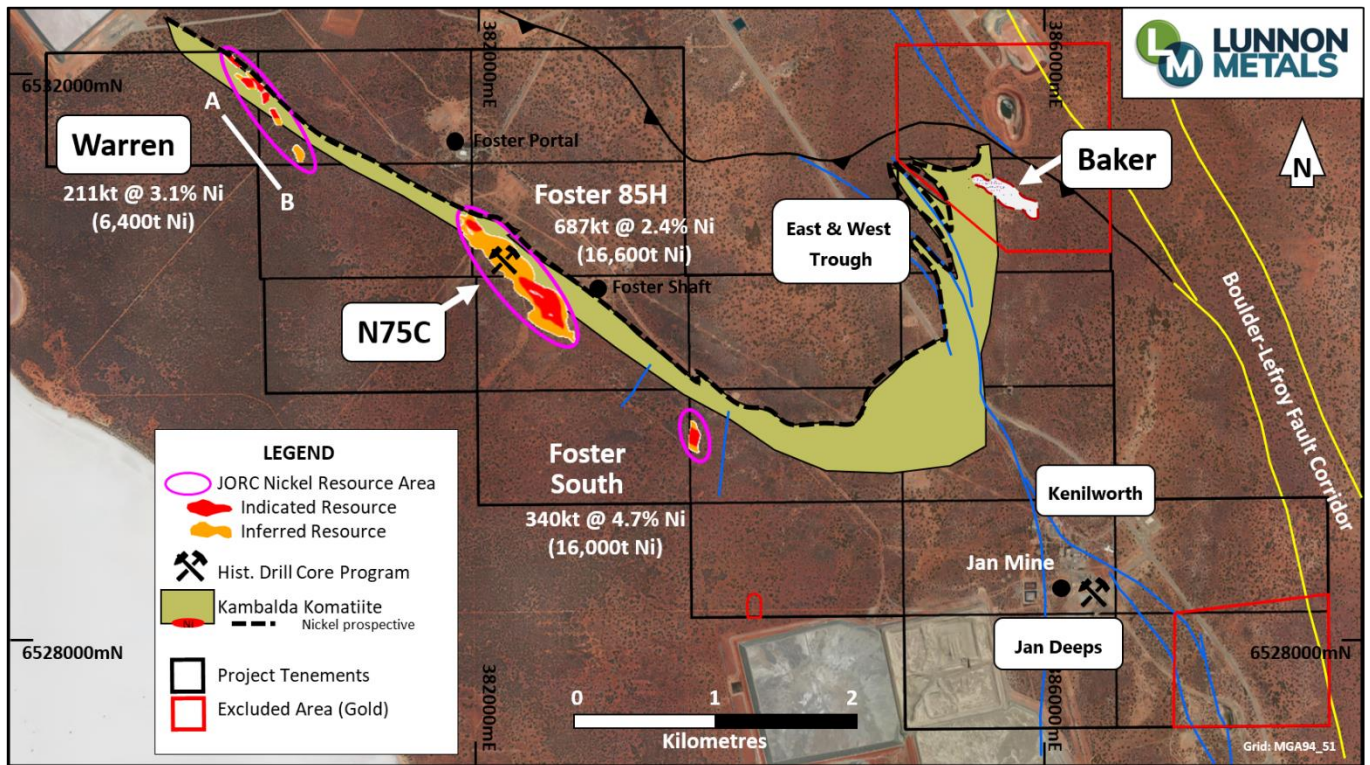 LM
LUNNON
METALS
6532000mN
382000mE
386000mE
N
A
B
Warren
211kt @ 3.1% Ni
(6,400t Ni)
Foster Portal
Foster 85H
687kt @ 2.4% Ni
(16,600t Ni)
Foster Shaft
N75C
East & West
Trough
Baker
Boulder-Lefroy Fault Corridor
Foster
South
340kt @ 4.7% Ni
(16,000t Ni)
Kenilworth
Jan Mine
Jan Deeps
LEGEND
JORC Nickel Resource Area
Indicated Resource
Inferred Resource
Hist. Drill Core Program
Kambalda Komatiite
Ni
Nickel prospective
Project Tenements
Excluded Area (Gold)
6528000mN
6528000mN
382000mE
386000mE
0 1 2
Kilometres
Grid: MGA94_51